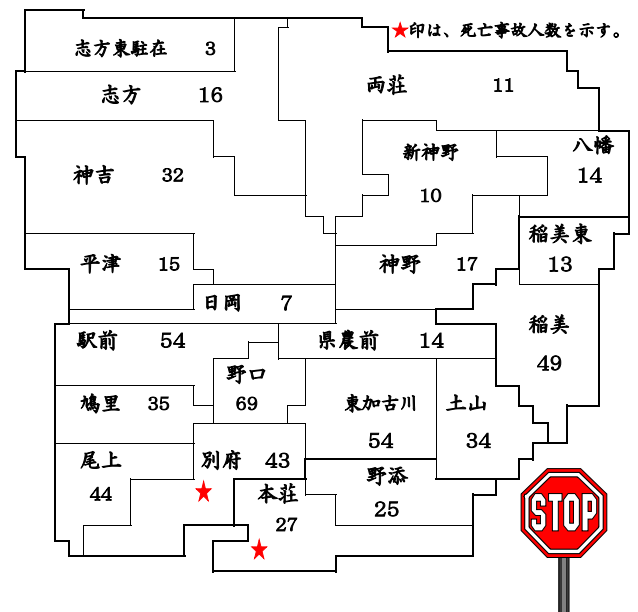 ★印は、死亡事故人数を示す。
志方東駐在 3
志方 16
両荘 11
八幡
14
新神野
10
神吉 32
稲美東
13
平津 15
神野 17
日岡 7
稲美
49
駅前 54
県農前 14
野口
69
鳩里 35
東加古川
54
土山
34
尾上
44
別府 43
★
野添
25
本荘
27
★
STOP